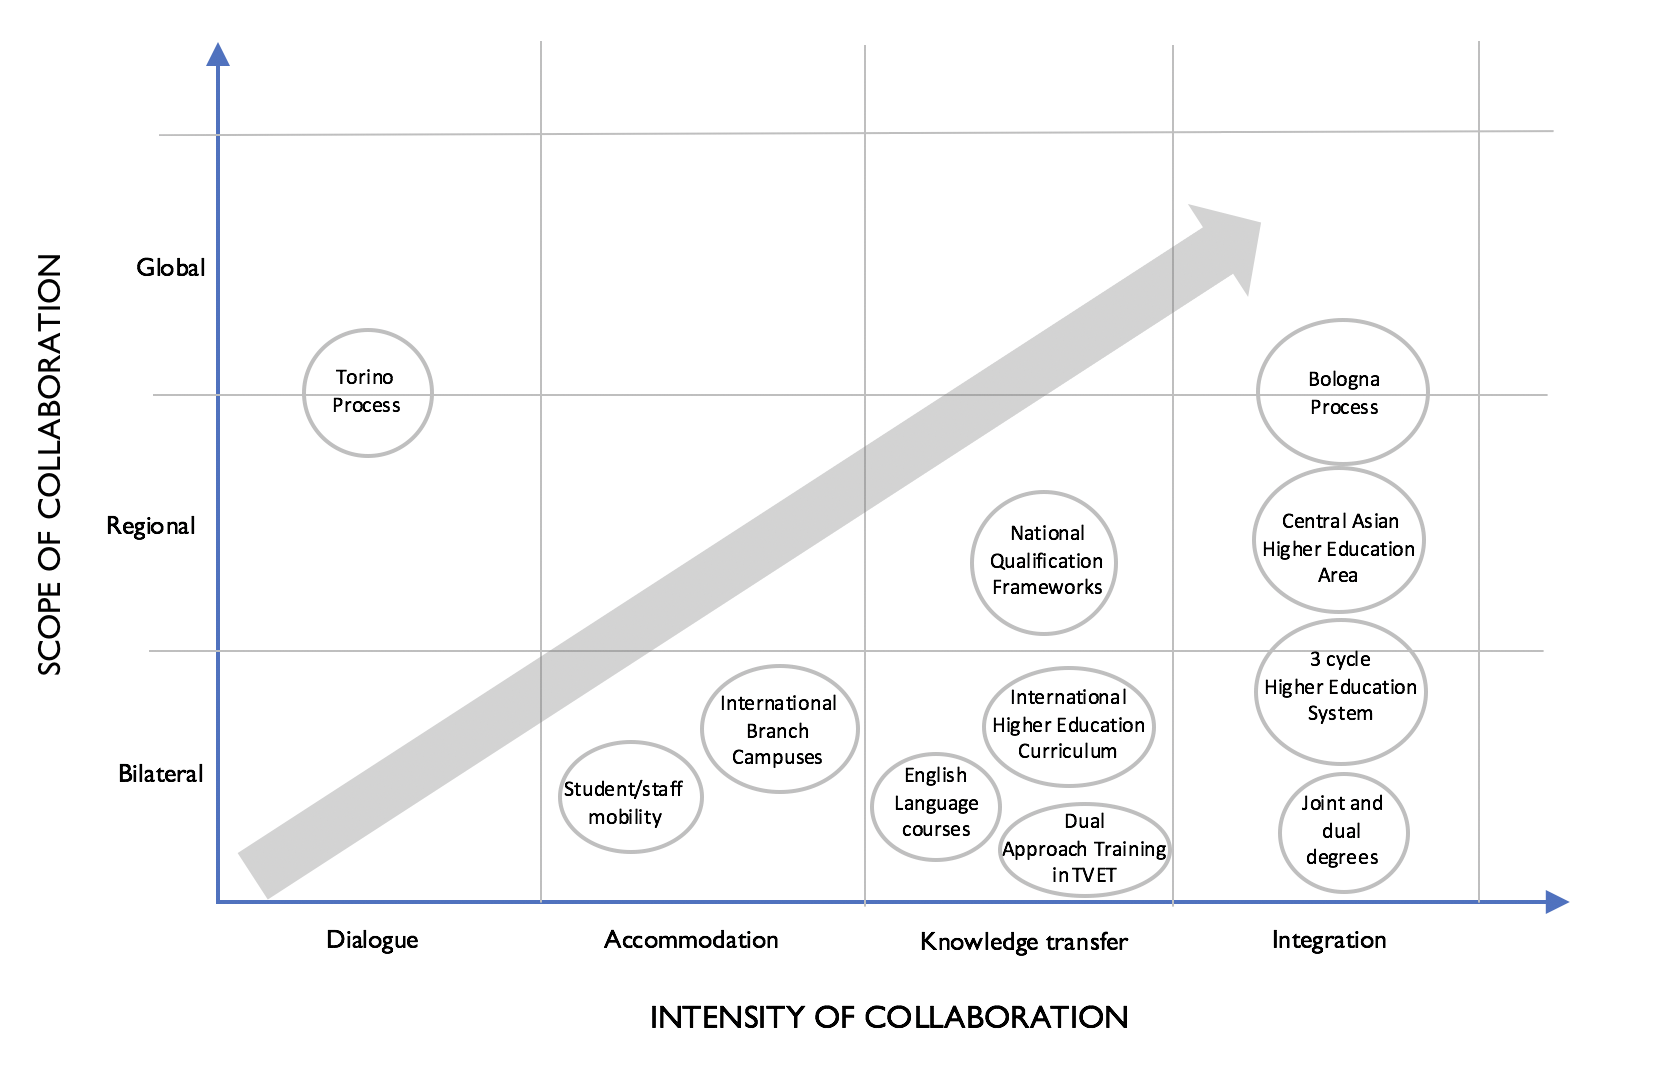 SCOPE OF COLLABORATION
Global
Regional
Bilateral
Torino
Process
Bologna
Process
National
Qualification
Frameworks
Central Asian
Higher Education
Area
3 cycle
Higher Education
System
International
Branch
Campuses
Student/staff
mobility
International
Higher Education
Curriculum
English
Language
courses
Dual
Approach Training
in TVET
Joint and
dual
degrees
Dialogue
Accommodation
Knowledge transfer
Integration
INTENSITY OF COLLABORATION